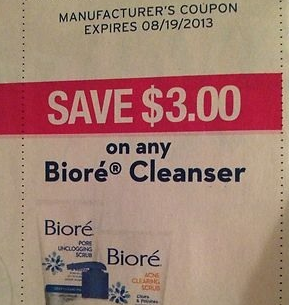 MANUFACTURER'S COUPON
EXPIRES 08/19/2013
SAVE $3.00
on any
Bioré® Cleanser
Bioré
PORE
UNCLOGGING
SCRUB
Bioré
ACNE
CLEARING
SCRUB